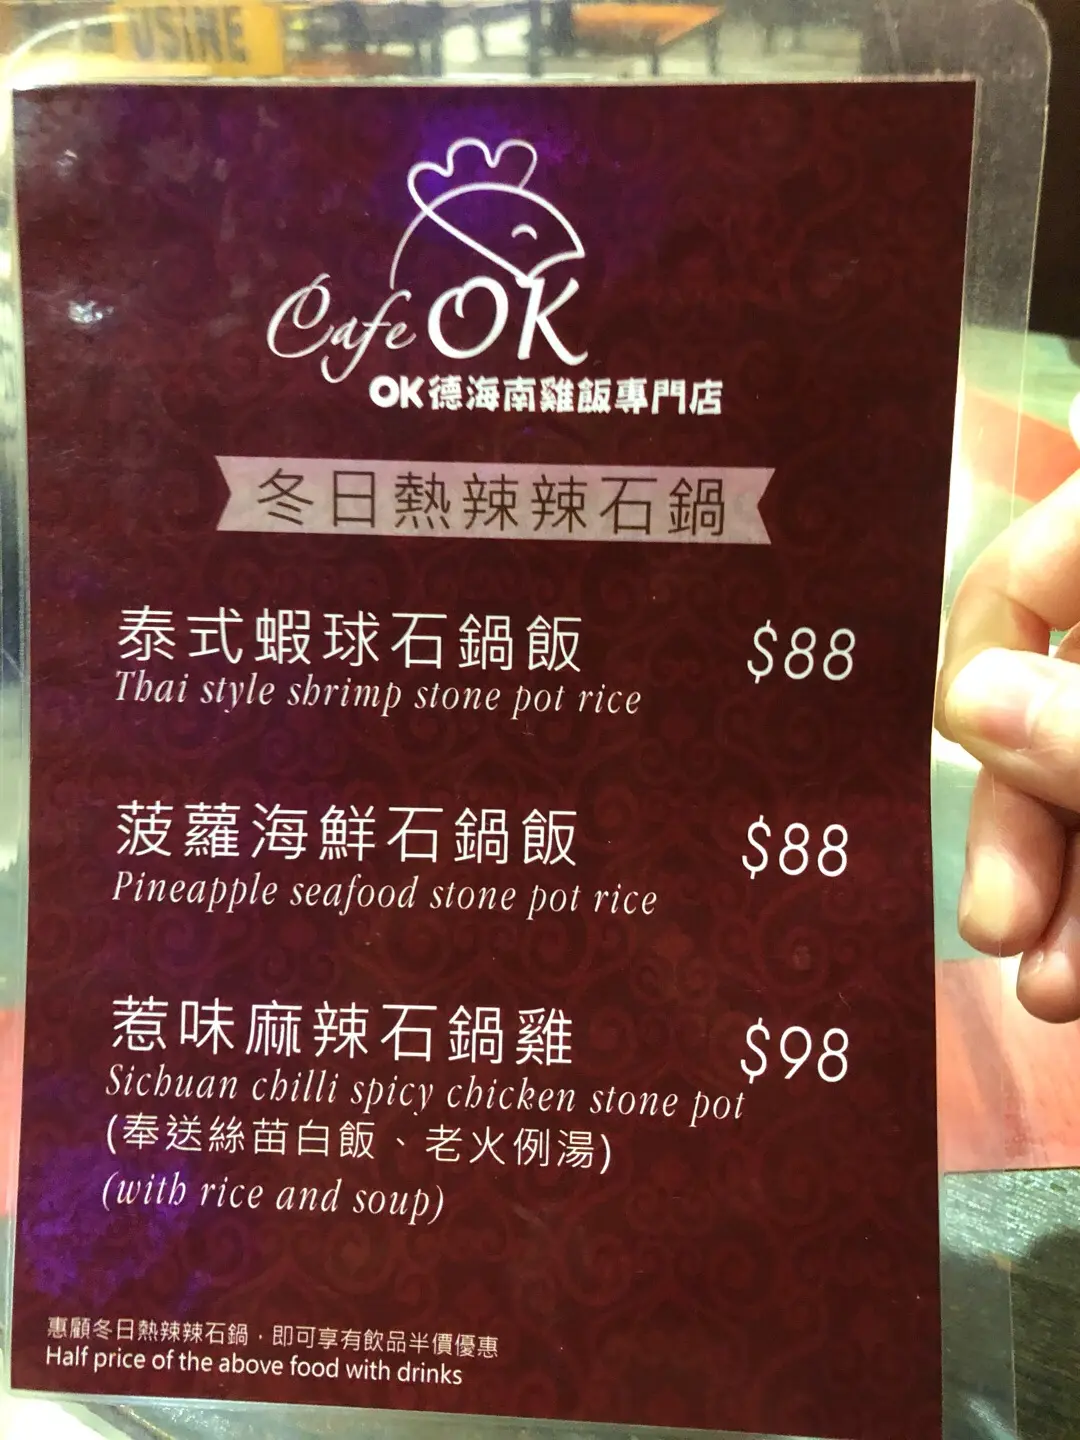 USINE
Cafe OK
OK德海南雞飯專門店
冬日熱辣辣石鍋
泰式蝦球石鍋飯 $88
Thai style shrimp stone pot rice
菠蘿海鮮石鍋飯 $88
Pineapple seafood stone pot rice
惹味麻辣石鍋雞 $98
Sichuan chilli spicy chicken stone pot
(奉送絲苗白飯、老火例湯)
(with rice and soup)
惠顧冬日熱辣辣石鍋，即可享有飲品半價優惠
Half price of the above food with drinks